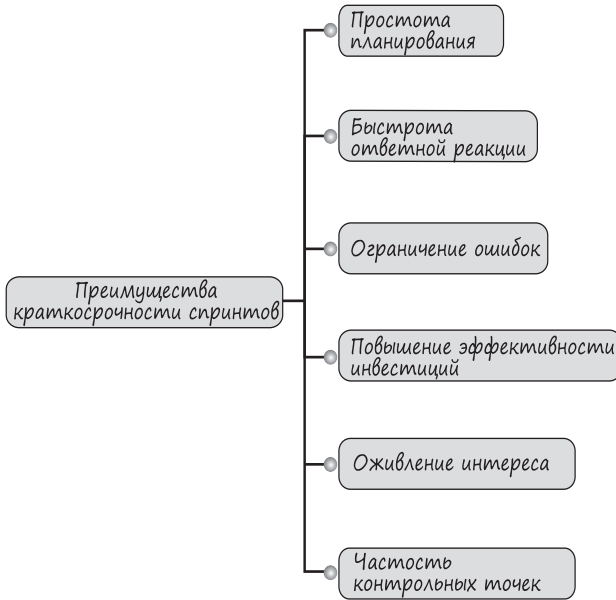 Простота
планирования
Быстрота
ответной реакции
Ограничение ошибок
Преимущества
краткосрочности спринтов
Повышение эффективности
инвестиций
Оживление интереса
Частость
контрольных точек